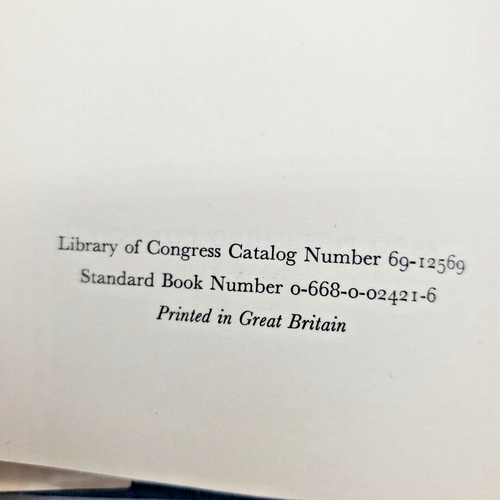 Library of Congress Catalog Number 69-12569
Standard Book Number 0-668-0-02421-6
Printed in Great Britain